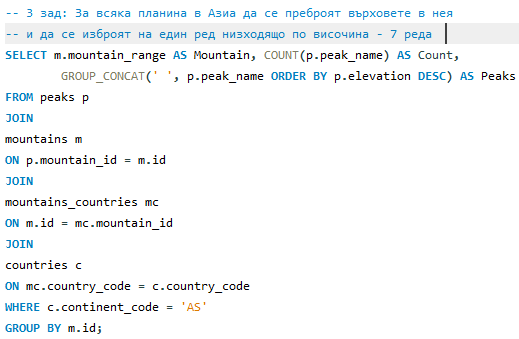 -- 3 зад: За всяка планина в Азиа да се преброят върховете в нея
-- и да се изброят на един ред низходящо по височина - 7 реда
SELECT m.mountain_range AS Mountain, COUNT(p.peak_name) AS Count,
GROUP_CONCAT(' ', p.peak_name ORDER BY p.elevation DESC) AS Peaks
FROM peaks p
JOIN
mountains m
ON p.mountain_id = m.id
JOIN
mountains_countries mc
ON m.id = mc.mountain_id
JOIN
countries c
ON mc.country_code = c.country_code
WHERE c.continent_code = 'AS'
GROUP BY m.id;